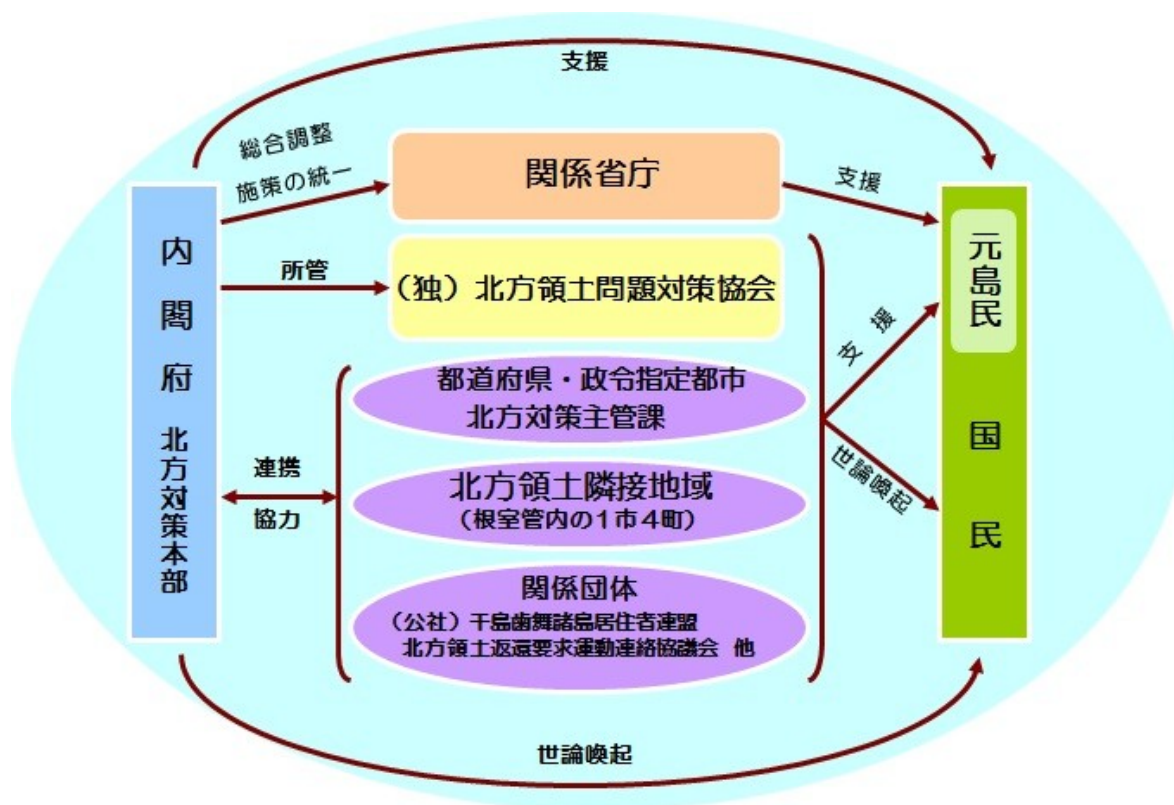 支援
総合調整
施策の統一
関係省庁
支援
内閣府 北方対策本部
所管
(独)北方領土問題対策協会
元島民
国民
支援
都道府県・政令指定都市
北方対策主管課
連携
協力
北方領土隣接地域
(根室管内の1市4町)
世論喚起
関係団体
(公社)千島歯舞諸島居住者連盟
北方領土返還要求運動連絡協議会 他
世論喚起